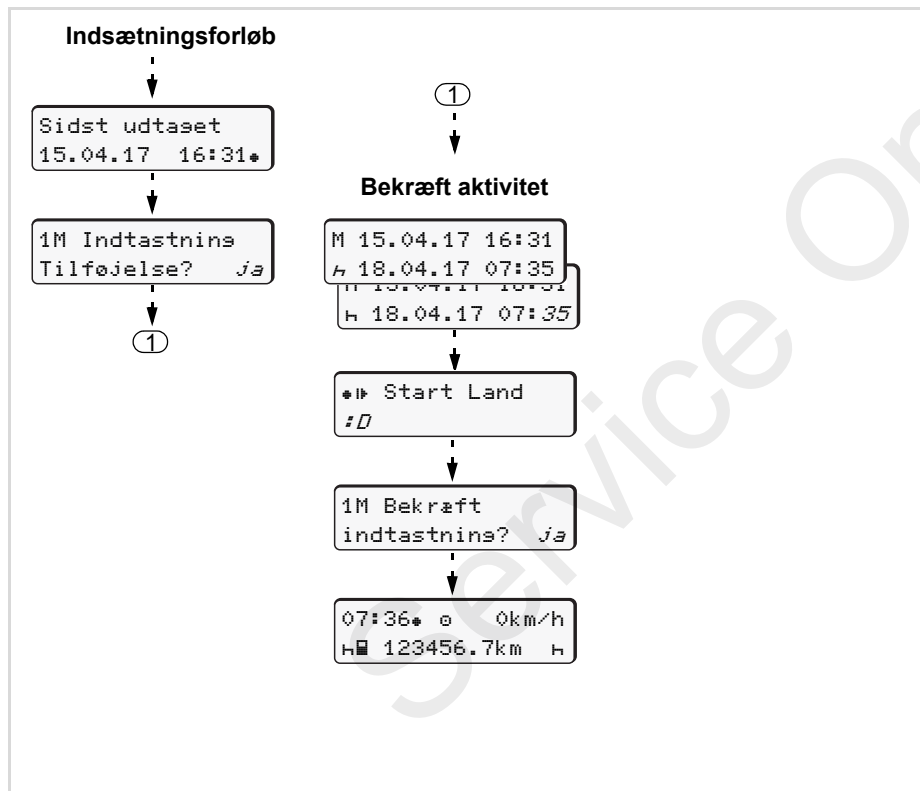 Indsætningsforløb
Sidst udtaget
15.04.17 16:31
1M Indtastning
Tilføjelse? ja
1
1
Bekræft aktivitet
M 15.04.17 16:31
18.04.17 07:35
18.04.17 07:35
Start Land
:D
1M Bekræft
indtastning? ja
07:36 0km/h
123456.7km
Service